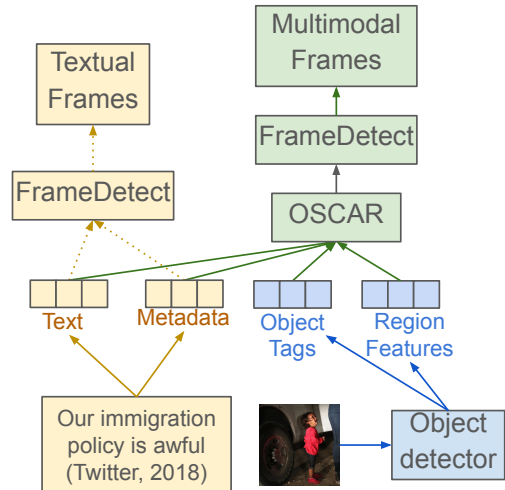 Textual
Frames
Multimodal
Frames
FrameDetect
FrameDetect
OSCAR
Text
Metadata
Object
Tags
Region
Features
Our immigration
policy is awful
(Twitter, 2018)
Object
detector